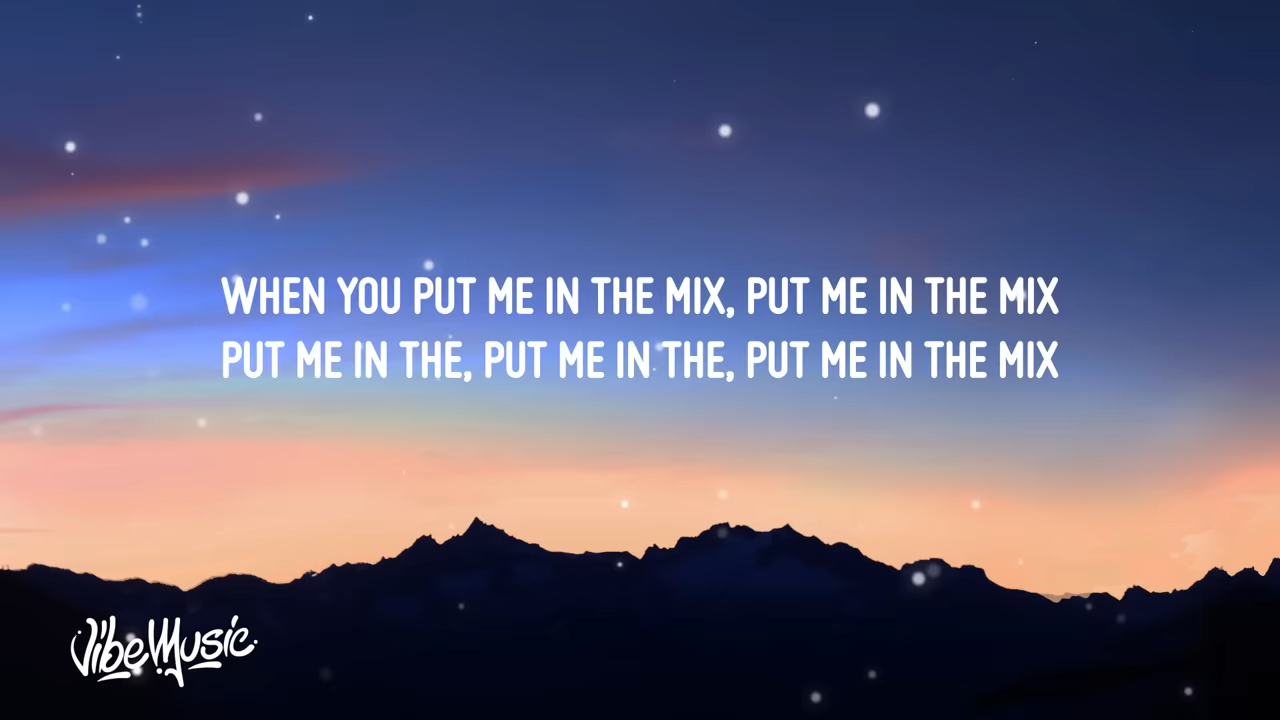 WHEN YOU PUT ME IN THE MIX, PUT ME IN THE MIX
PUT ME IN THE, PUT ME IN THE, PUT ME IN THE MIX
VibeMusic